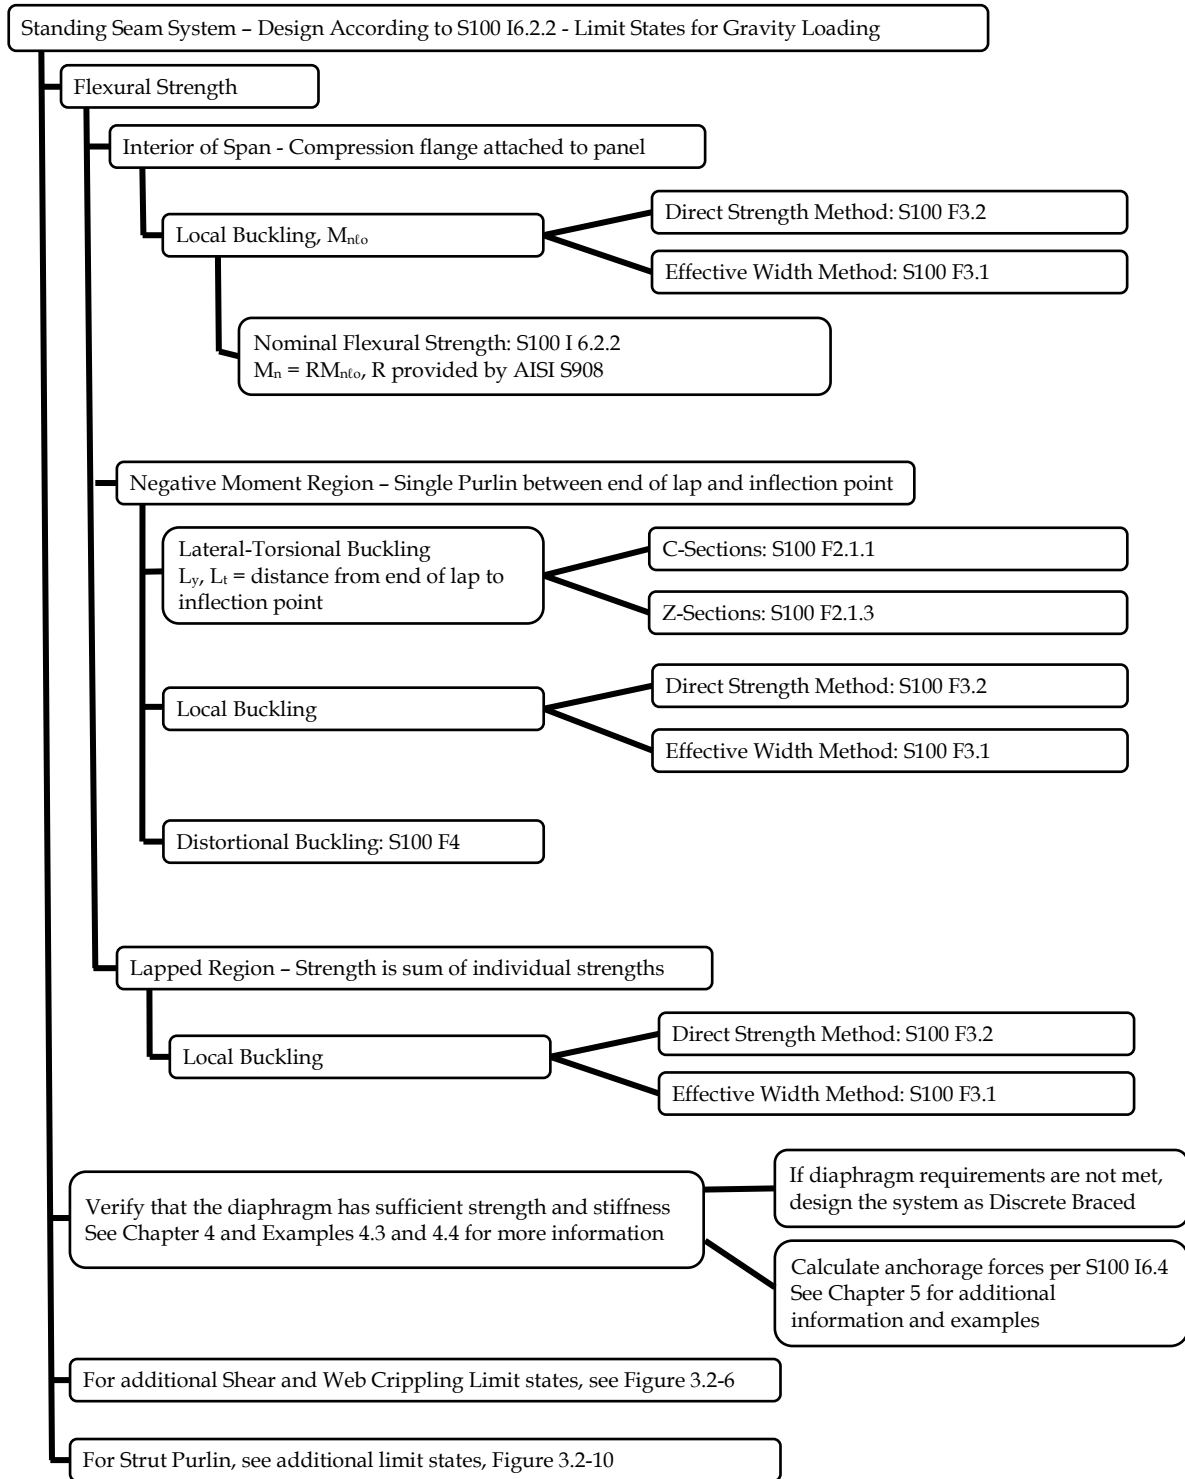 Standing Seam System – Design According to S100 I6.2.2 - Limit States for Gravity Loading
Flexural Strength
Interior of Span - Compression flange attached to panel
Local Buckling, Mnℓo
Direct Strength Method: S100 F3.2
Effective Width Method: S100 F3.1
Nominal Flexural Strength: S100 I 6.2.2
Mn = RMnℓo, R provided by AISI S908
Negative Moment Region – Single Purlin between end of lap and inflection point
Lateral-Torsional Buckling
Ly, Lt = distance from end of lap to
inflection point
C-Sections: S100 F2.1.1
Z-Sections: S100 F2.1.3
Local Buckling
Direct Strength Method: S100 F3.2
Effective Width Method: S100 F3.1
Distortional Buckling: S100 F4
Lapped Region – Strength is sum of individual strengths
Local Buckling
Direct Strength Method: S100 F3.2
Effective Width Method: S100 F3.1
Verify that the diaphragm has sufficient strength and stiffness
See Chapter 4 and Examples 4.3 and 4.4 for more information
If diaphragm requirements are not met,
design the system as Discrete Braced
Calculate anchorage forces per S100 I6.4
See Chapter 5 for additional
information and examples
For additional Shear and Web Crippling Limit states, see Figure 3.2-6
For Strut Purlin, see additional limit states, Figure 3.2-10